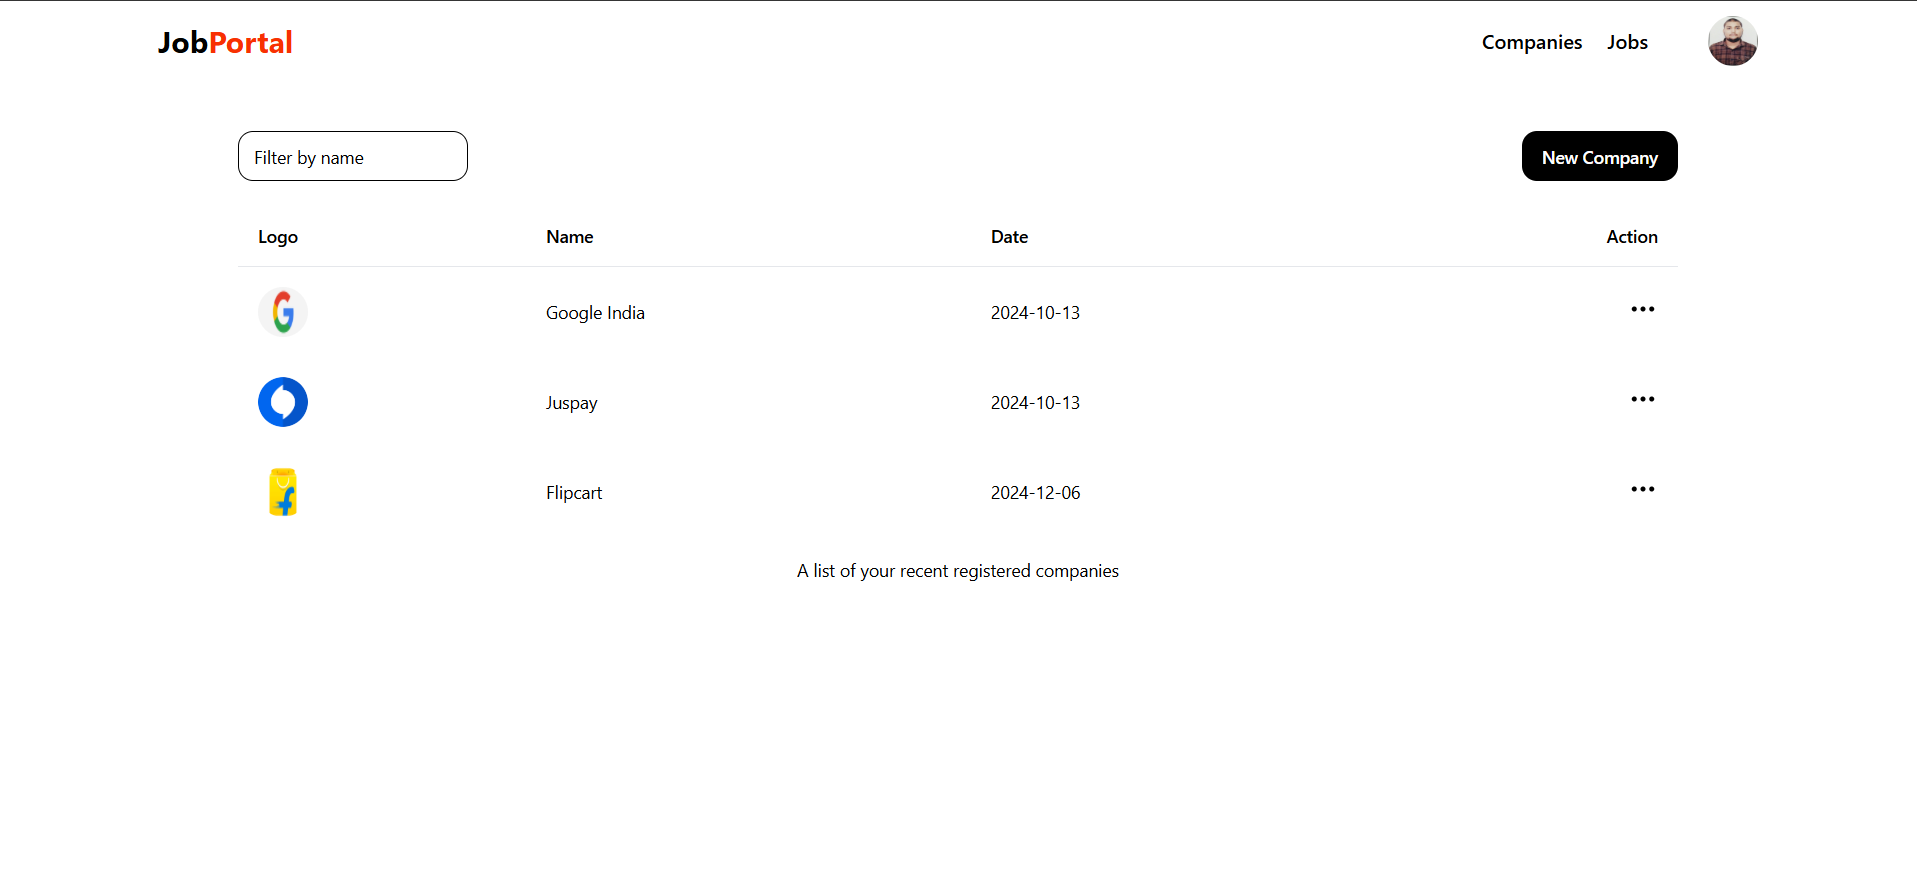 JobPortal
Companies Jobs
Filter by name
New Company
Logo Name Date Action
Google India 2024-10-13
Juspay 2024-10-13
Flipcart 2024-12-06
A list of your recent registered companies